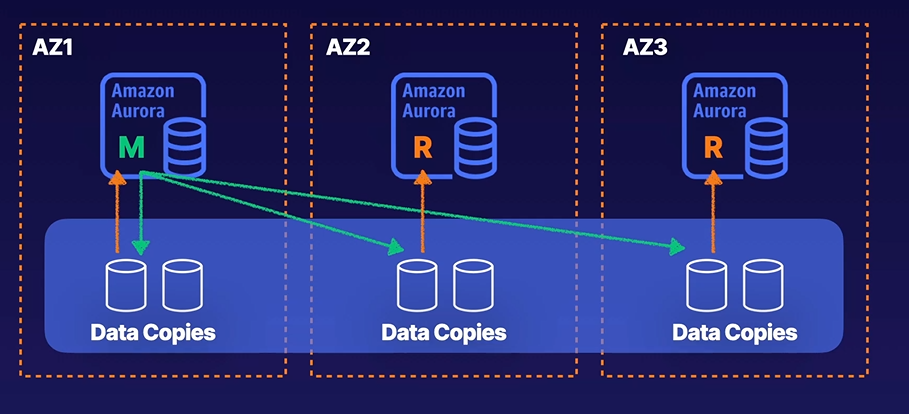 AZ1
Amazon
Aurora
M
Data Copies
AZ2
Amazon
Aurora
R
Data Copies
AZ3
Amazon
Aurora
R
Data Copies